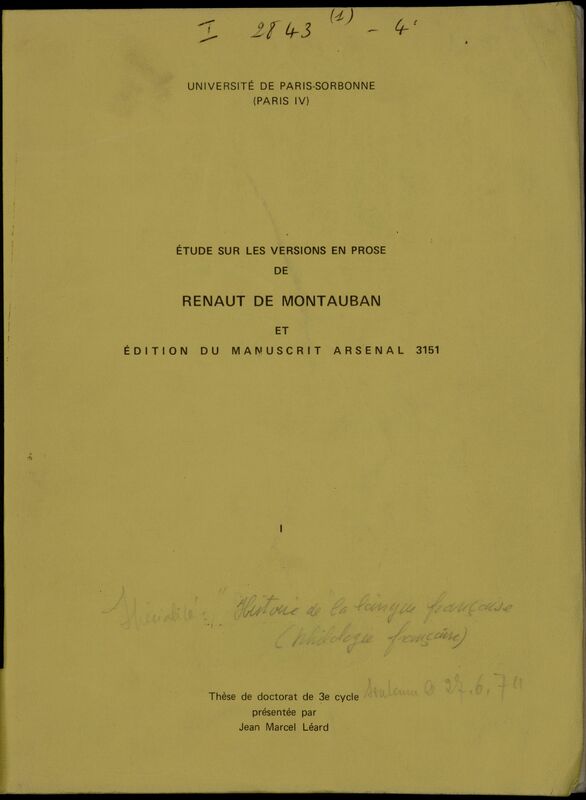 I 2843 (1) - 4°
UNIVERSITÉ DE PARIS-SORBONNE
(PARIS IV)
ÉTUDE SUR LES VERSIONS EN PROSE
DE
RENAUT DE MONTAUBAN
ET
ÉDITION DU MANUSCRIT ARSENAL 3151
I
Spécialité : "Histoire de la langue française
(Philologie française)
Thèse de doctorat de 3e cycle
présentée par
Jean Marcel Léard